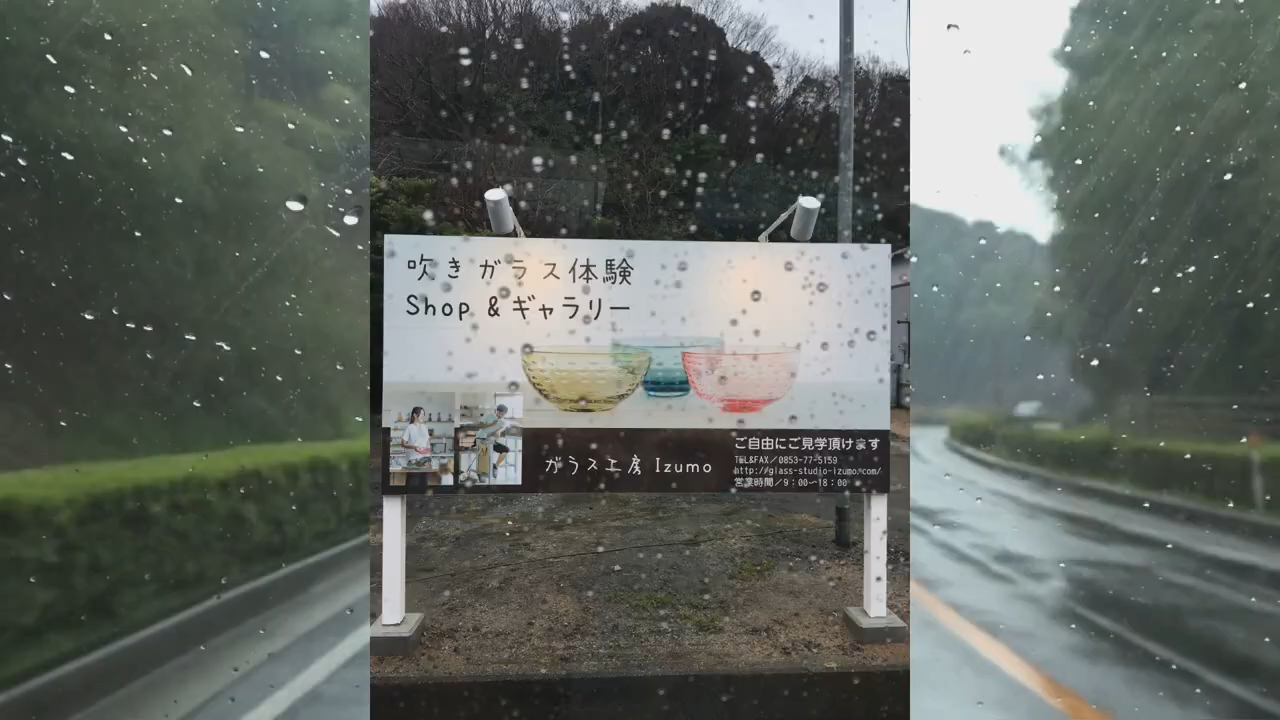 吹きガラス体験
Shop & ギャラリー
ガラス工房 Izumo
ご自由にご見学頂けます
TEL&FAX／0853-77-5159
http://glass-studio-izumo.com/
営業時間／9：00〜18：00